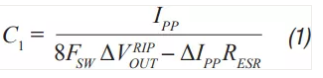 C₁ = I_PP / (8F_SW ΔV_OUT^RIP − ΔI_PP R_ESR) (1)